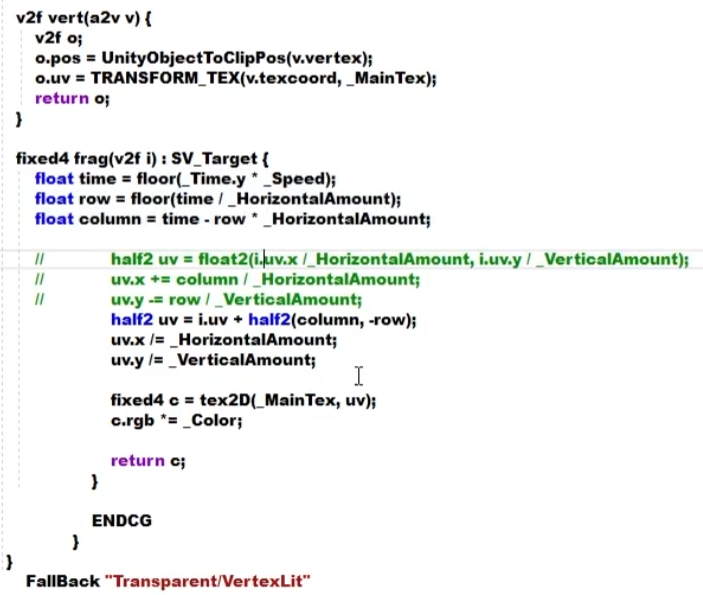 v2f vert(a2v v) {
v2f o;
o.pos = UnityObjectToClipPos(v.vertex);
o.uv = TRANSFORM_TEX(v.texcoord, _MainTex);
return o;
}
fixed4 frag(v2f i) : SV_Target {
float time = floor(_Time.y * _Speed);
float row = floor(time / _HorizontalAmount);
float column = time - row * _HorizontalAmount;
// half2 uv = float2(i.uv.x /_HorizontalAmount, i.uv.y / _VerticalAmount);
// uv.x += column / _HorizontalAmount;
// uv.y -= row / _VerticalAmount;
half2 uv = i.uv + half2(column, -row);
uv.x /= _HorizontalAmount;
uv.y /= _VerticalAmount;
fixed4 c = tex2D(_MainTex, uv);
c.rgb *= _Color;
return c;
}
ENDCG
}
}
FallBack "Transparent/VertexLit"